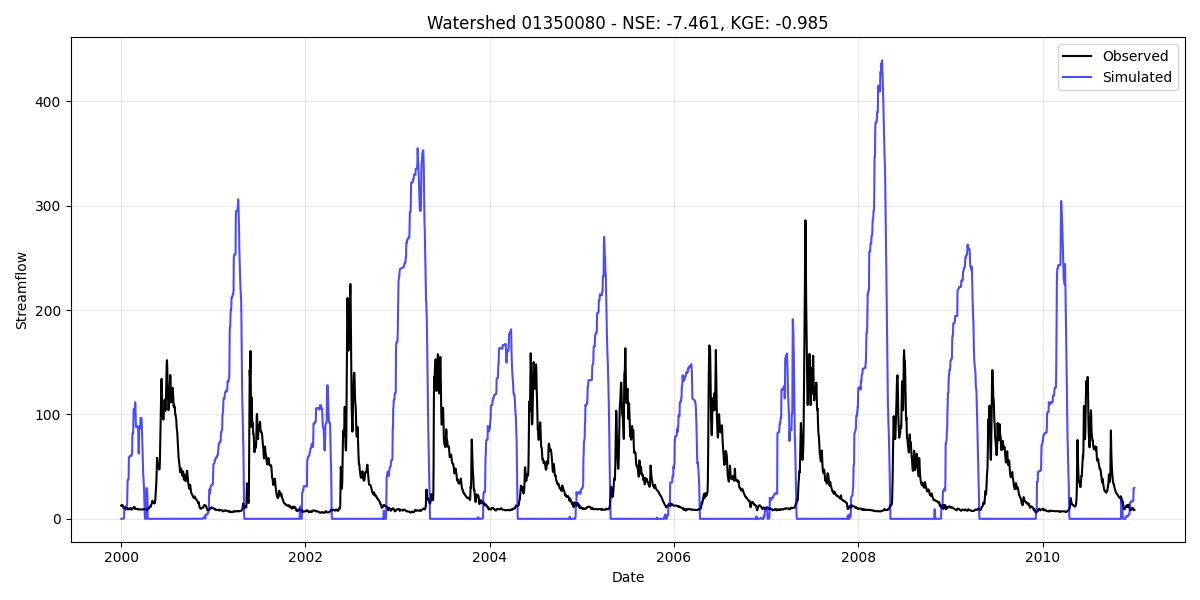 Watershed 01350080 - NSE: -7.461, KGE: -0.985
Observed
Simulated
Streamflow
400
300
200
100
0
2000 2002 2004 2006 2008 2010
Date